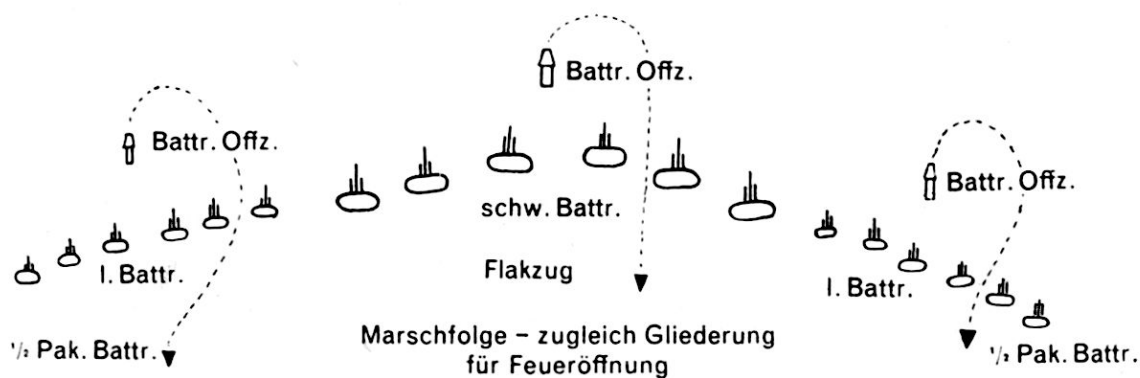 Battr. Offz.
Battr. Offz.
Battr. Offz.
schw. Battr.
l. Battr.
Flakzug
l. Battr.
½ Pak. Battr.
Marschfolge – zugleich Gliederung
für Feueröffnung
½ Pak. Battr.